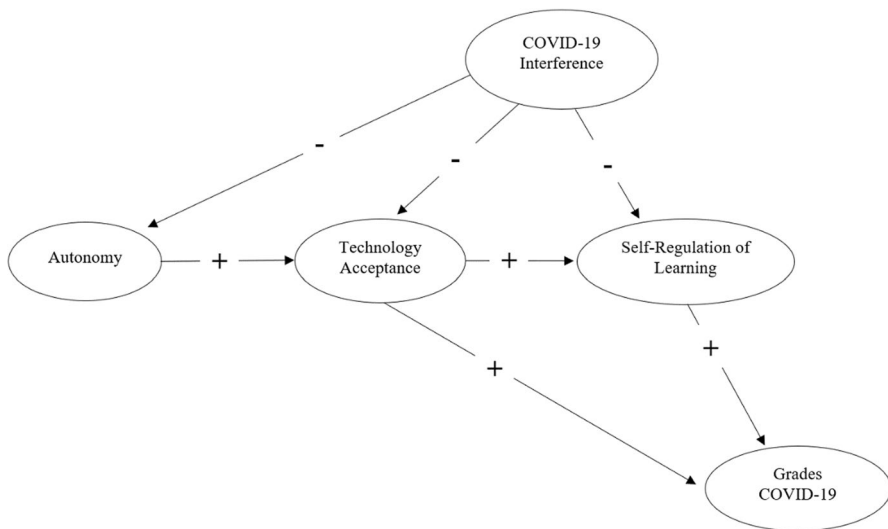 COVID-19
Interference
-
-
-
Autonomy
+
Technology
Acceptance
+
Self-Regulation of
Learning
+
+
Grades
COVID-19